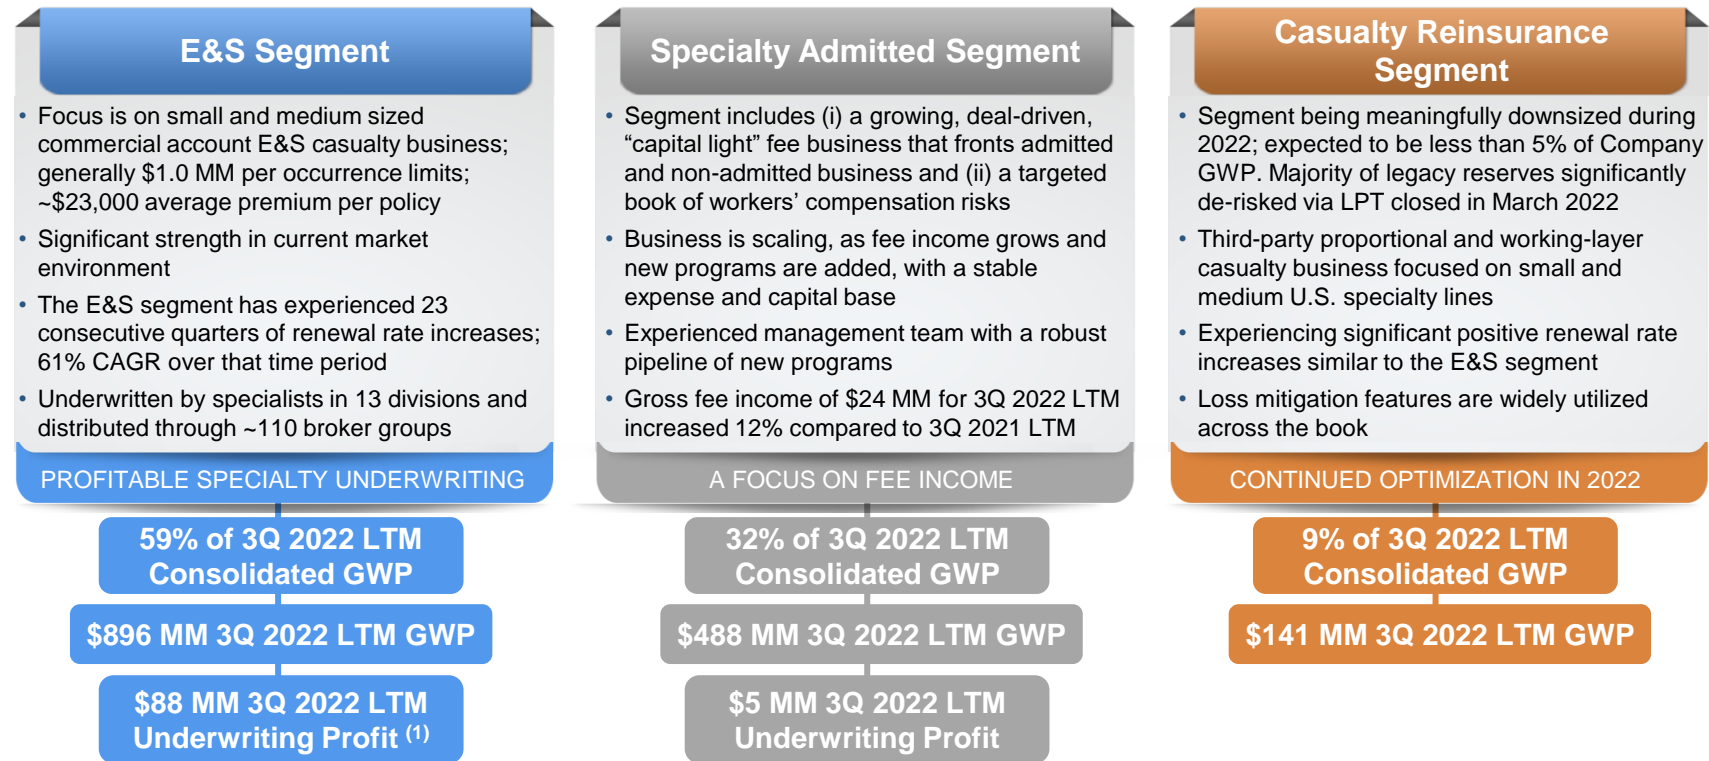 E&S Segment
• Focus is on small and medium sized
commercial account E&S casualty business;
generally $1.0 MM per occurrence limits;
~$23,000 average premium per policy
• Significant strength in current market
environment
• The E&S segment has experienced 23
consecutive quarters of renewal rate increases;
61% CAGR over that time period
• Underwritten by specialists in 13 divisions and
distributed through ~110 broker groups
PROFITABLE SPECIALTY UNDERWRITING
59% of 3Q 2022 LTM
Consolidated GWP
$896 MM 3Q 2022 LTM GWP
$88 MM 3Q 2022 LTM
Underwriting Profit (1)
Specialty Admitted Segment
• Segment includes (i) a growing, deal-driven,
“capital light” fee business that fronts admitted
and non-admitted business and (ii) a targeted
book of workers’ compensation risks
• Business is scaling, as fee income grows and
new programs are added, with a stable
expense and capital base
• Experienced management team with a robust
pipeline of new programs
• Gross fee income of $24 MM for 3Q 2022 LTM
increased 12% compared to 3Q 2021 LTM
A FOCUS ON FEE INCOME
32% of 3Q 2022 LTM
Consolidated GWP
$488 MM 3Q 2022 LTM GWP
$5 MM 3Q 2022 LTM
Underwriting Profit
Casualty Reinsurance
Segment
• Segment being meaningfully downsized during
2022; expected to be less than 5% of Company
GWP. Majority of legacy reserves significantly
de-risked via LPT closed in March 2022
• Third-party proportional and working-layer
casualty business focused on small and
medium U.S. specialty lines
• Experiencing significant positive renewal rate
increases similar to the E&S segment
• Loss mitigation features are widely utilized
across the book
CONTINUED OPTIMIZATION IN 2022
9% of 3Q 2022 LTM
Consolidated GWP
$141 MM 3Q 2022 LTM GWP